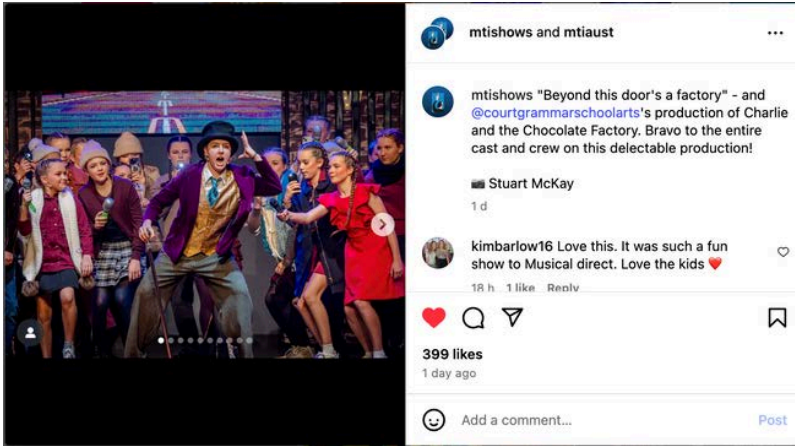 mtishows and mtiaust
mtishows "Beyond this door's a factory" - and
@courtgrammarschoolarts's production of Charlie
and the Chocolate Factory. Bravo to the entire
cast and crew on this delectable production!
📷 Stuart McKay
1 d
kimbarlow16 Love this. It was such a fun
show to Musical direct. Love the kids ❤️
18 h 1 like Reply
399 likes
1 day ago
Add a comment...
Post